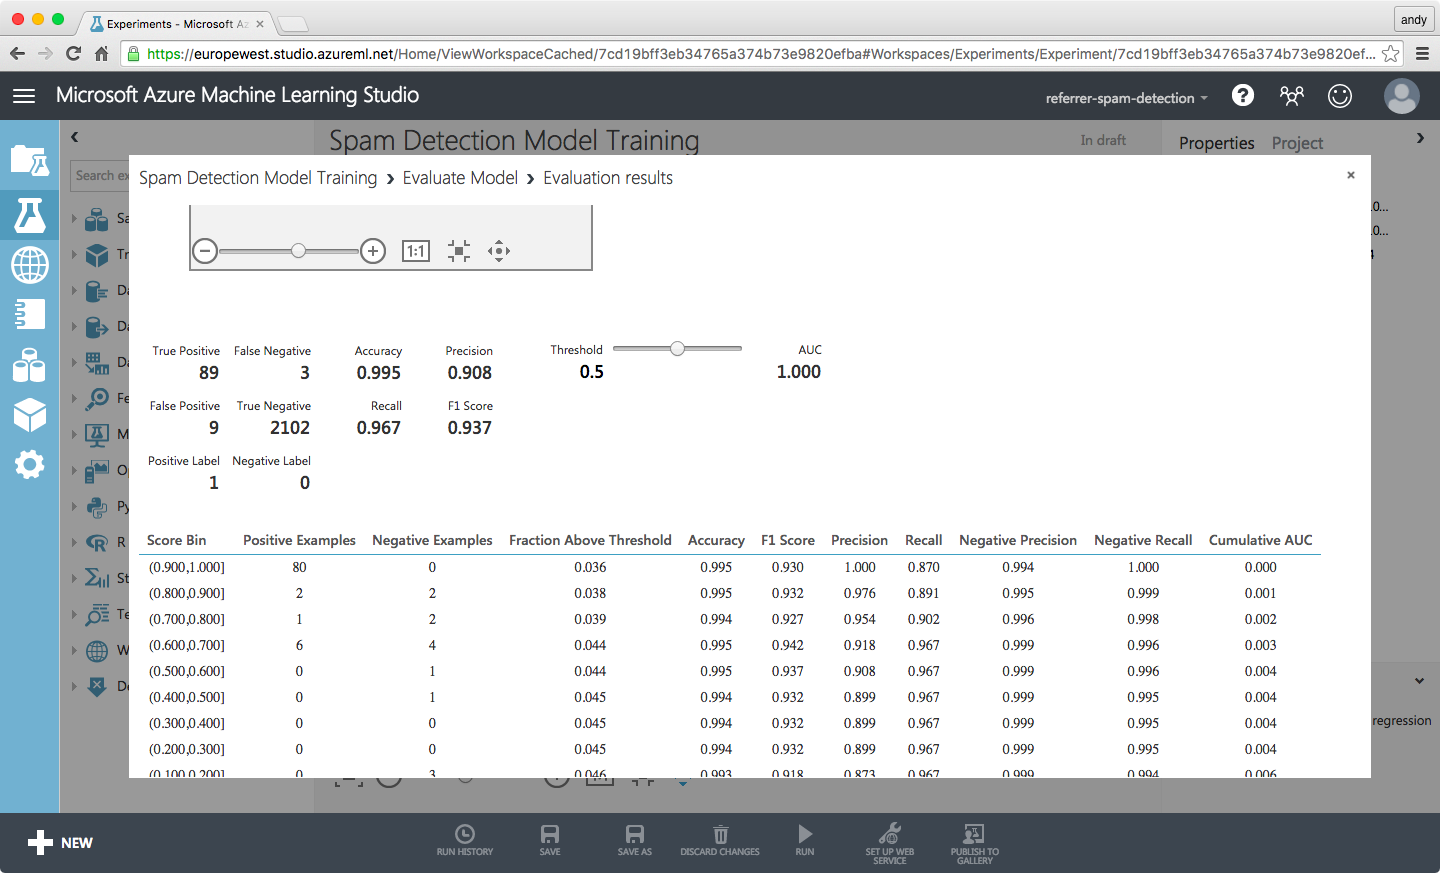 Experiments - Microsoft Az
andy
https://europewest.studio.azureml.net/Home/ViewWorkspaceCached/7cd19bff3eb34765a374b73e9820efba#Workspaces/Experiments/Experiment/7cd19bff3eb34765a374b73e9820ef...
Microsoft Azure Machine Learning Studio
referrer-spam-detection
?
Spam Detection Model Training
In draft
Properties Project
Search ex
Spam Detection Model Training > Evaluate Model > Evaluation results
×
Sa
Tr
Da
Da
Da
Fe
M
Op
Py
R
St
Te
W
De
0...
0...
4
regression
1:1
True Positive False Negative Accuracy Precision Threshold AUC
89 3 0.995 0.908 0.5 1.000
False Positive True Negative Recall F1 Score
9 2102 0.967 0.937
Positive Label Negative Label
1 0
Score Bin Positive Examples Negative Examples Fraction Above Threshold Accuracy F1 Score Precision Recall Negative Precision Negative Recall Cumulative AUC
(0.900,1.000] 80 0 0.036 0.995 0.930 1.000 0.870 0.994 1.000 0.000
(0.800,0.900] 2 2 0.038 0.995 0.932 0.976 0.891 0.995 0.999 0.001
(0.700,0.800] 1 2 0.039 0.994 0.927 0.954 0.902 0.996 0.998 0.002
(0.600,0.700] 6 4 0.044 0.995 0.942 0.918 0.967 0.999 0.996 0.003
(0.500,0.600] 0 1 0.044 0.995 0.937 0.908 0.967 0.999 0.996 0.004
(0.400,0.500] 0 1 0.045 0.994 0.932 0.899 0.967 0.999 0.995 0.004
(0.300,0.400] 0 0 0.045 0.994 0.932 0.899 0.967 0.999 0.995 0.004
(0.200,0.300] 0 0 0.045 0.994 0.932 0.899 0.967 0.999 0.995 0.004
(0.100,0.200] 0 3 0.046 0.993 0.918 0.873 0.967 0.999 0.994 0.006
NEW
RUN HISTORY
SAVE
SAVE AS
DISCARD CHANGES
RUN
SET UP WEB
SERVICE
PUBLISH TO
GALLERY